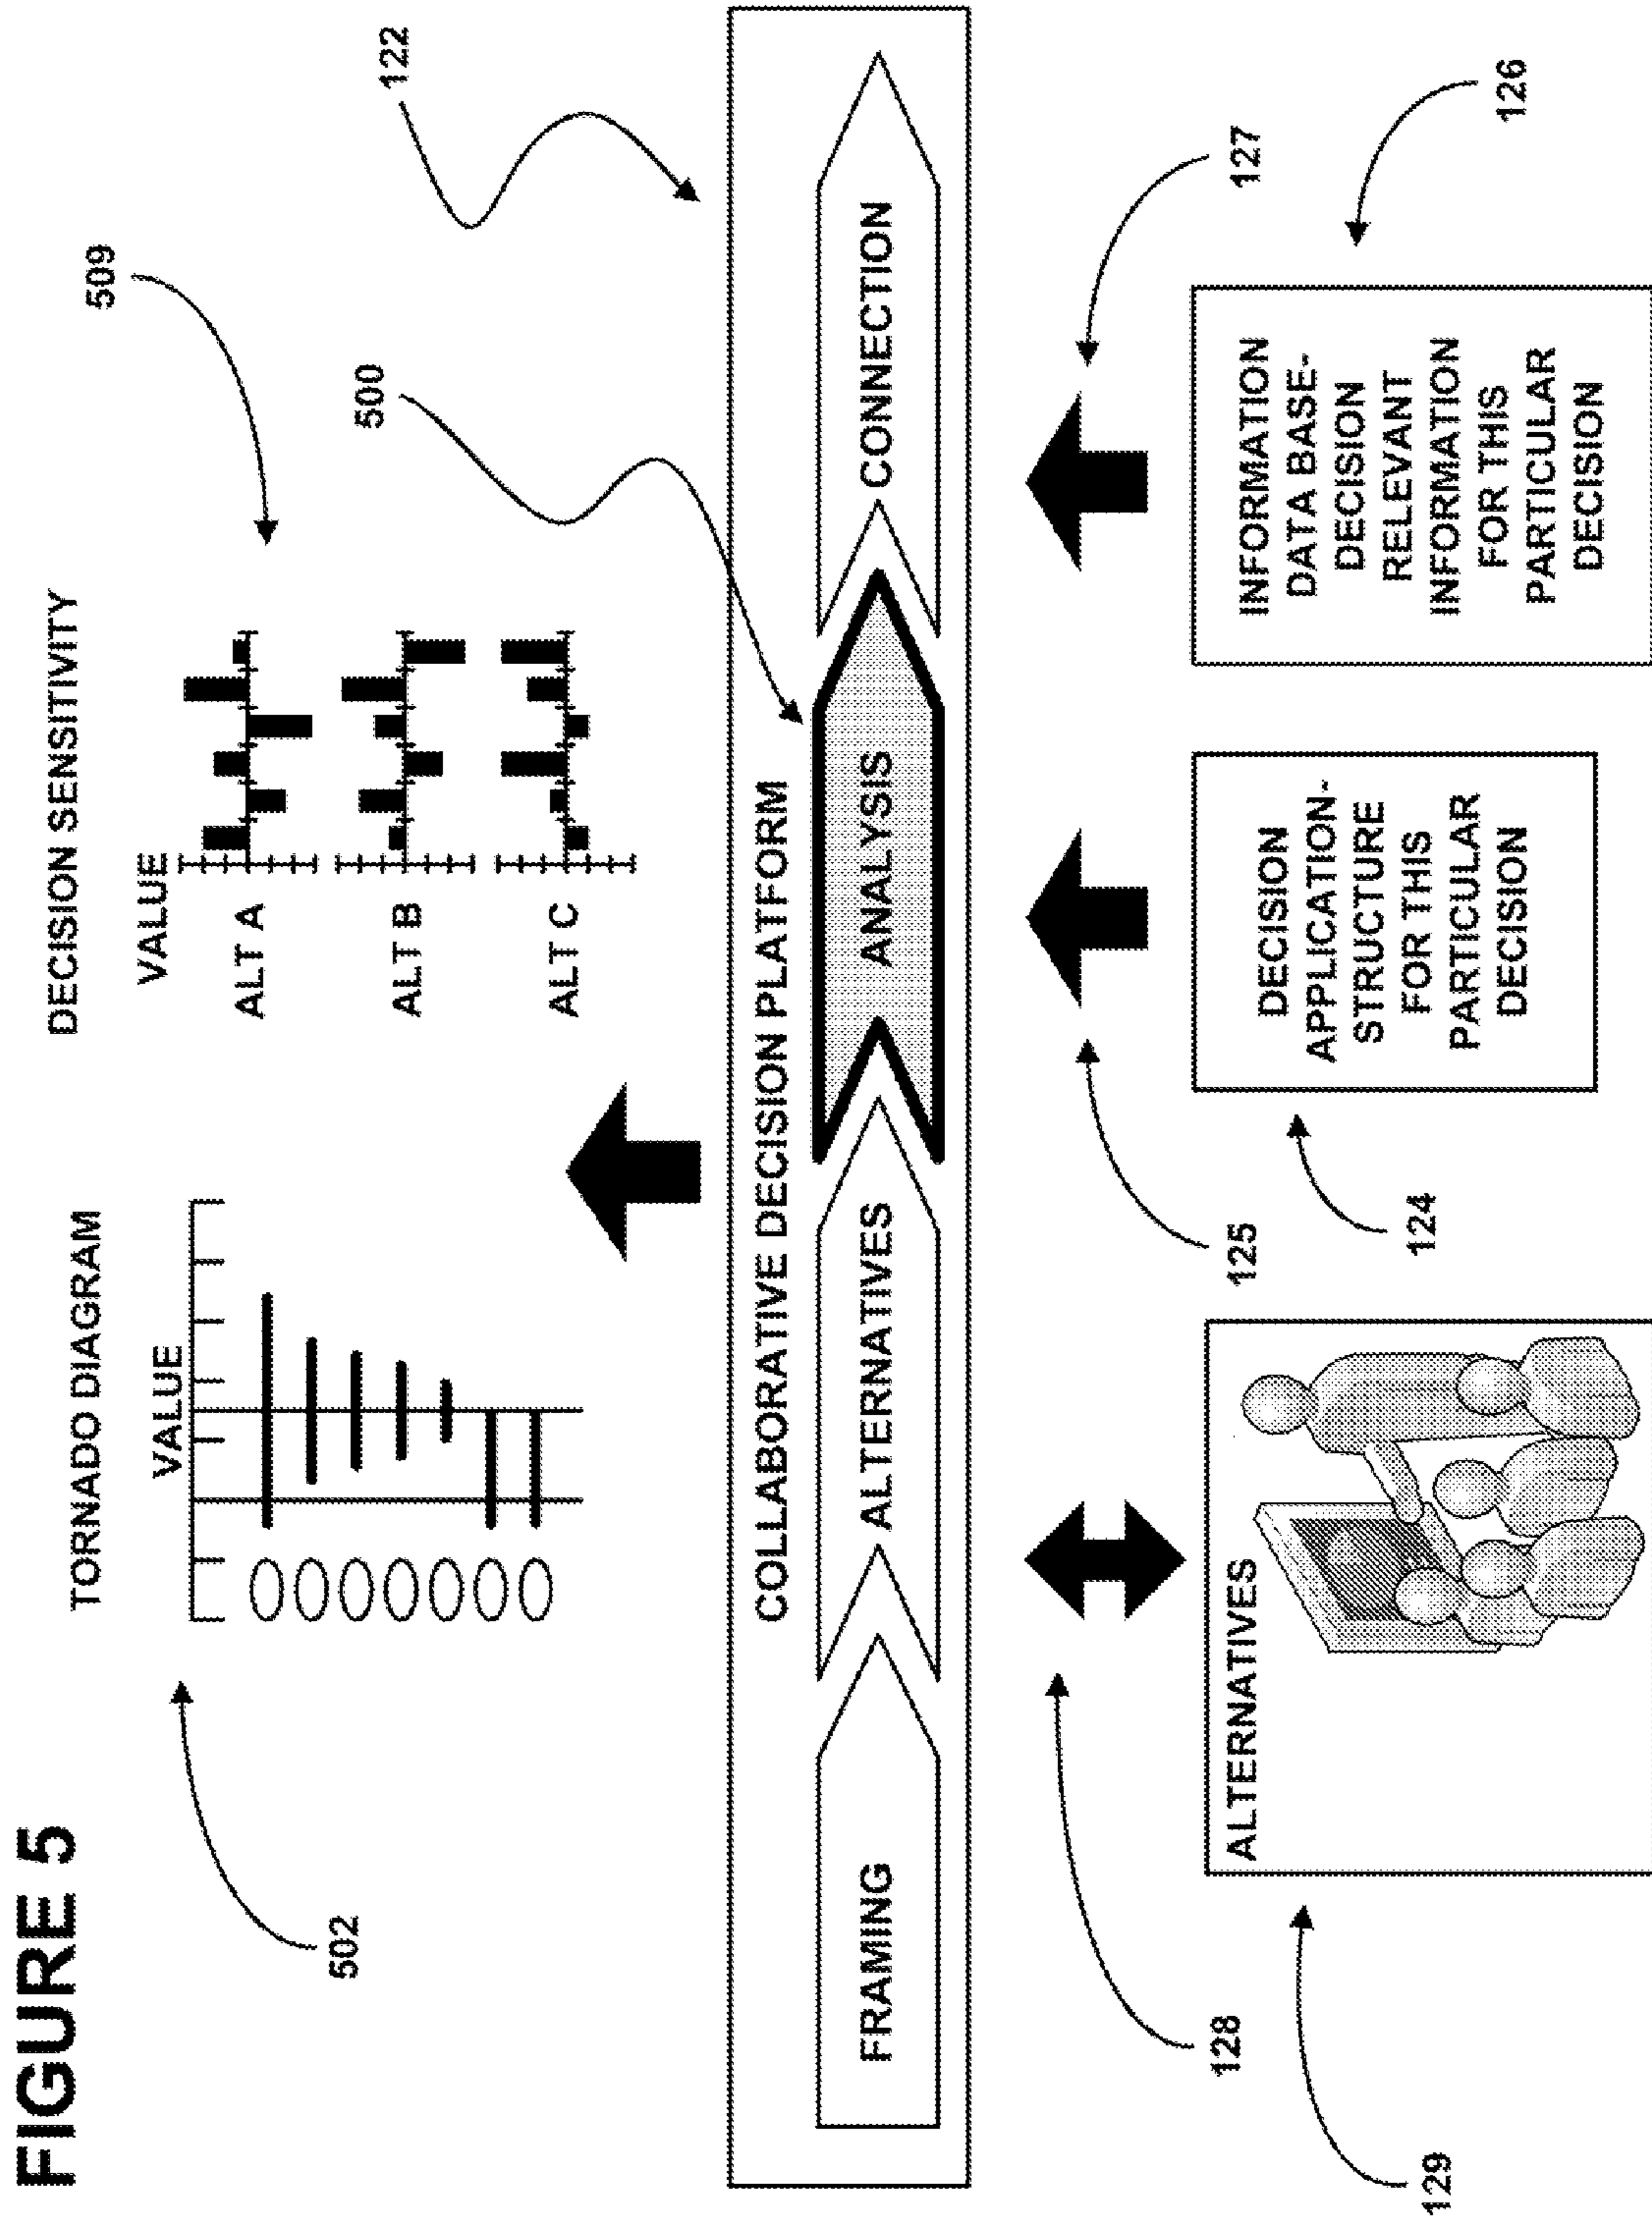 FIGURE 5
TORNADO DIAGRAM
VALUE
502
DECISION SENSITIVITY
VALUE
ALT A
ALT B
ALT C
509
500
122
COLLABORATIVE DECISION PLATFORM
FRAMING
ALTERNATIVES
ANALYSIS
CONNECTION
128
125
127
129
ALTERNATIVES
124
DECISION
APPLICATION-
STRUCTURE
FOR THIS
PARTICULAR
DECISION
126
INFORMATION
DATA BASE-
DECISION
RELEVANT
INFORMATION
FOR THIS
PARTICULAR
DECISION